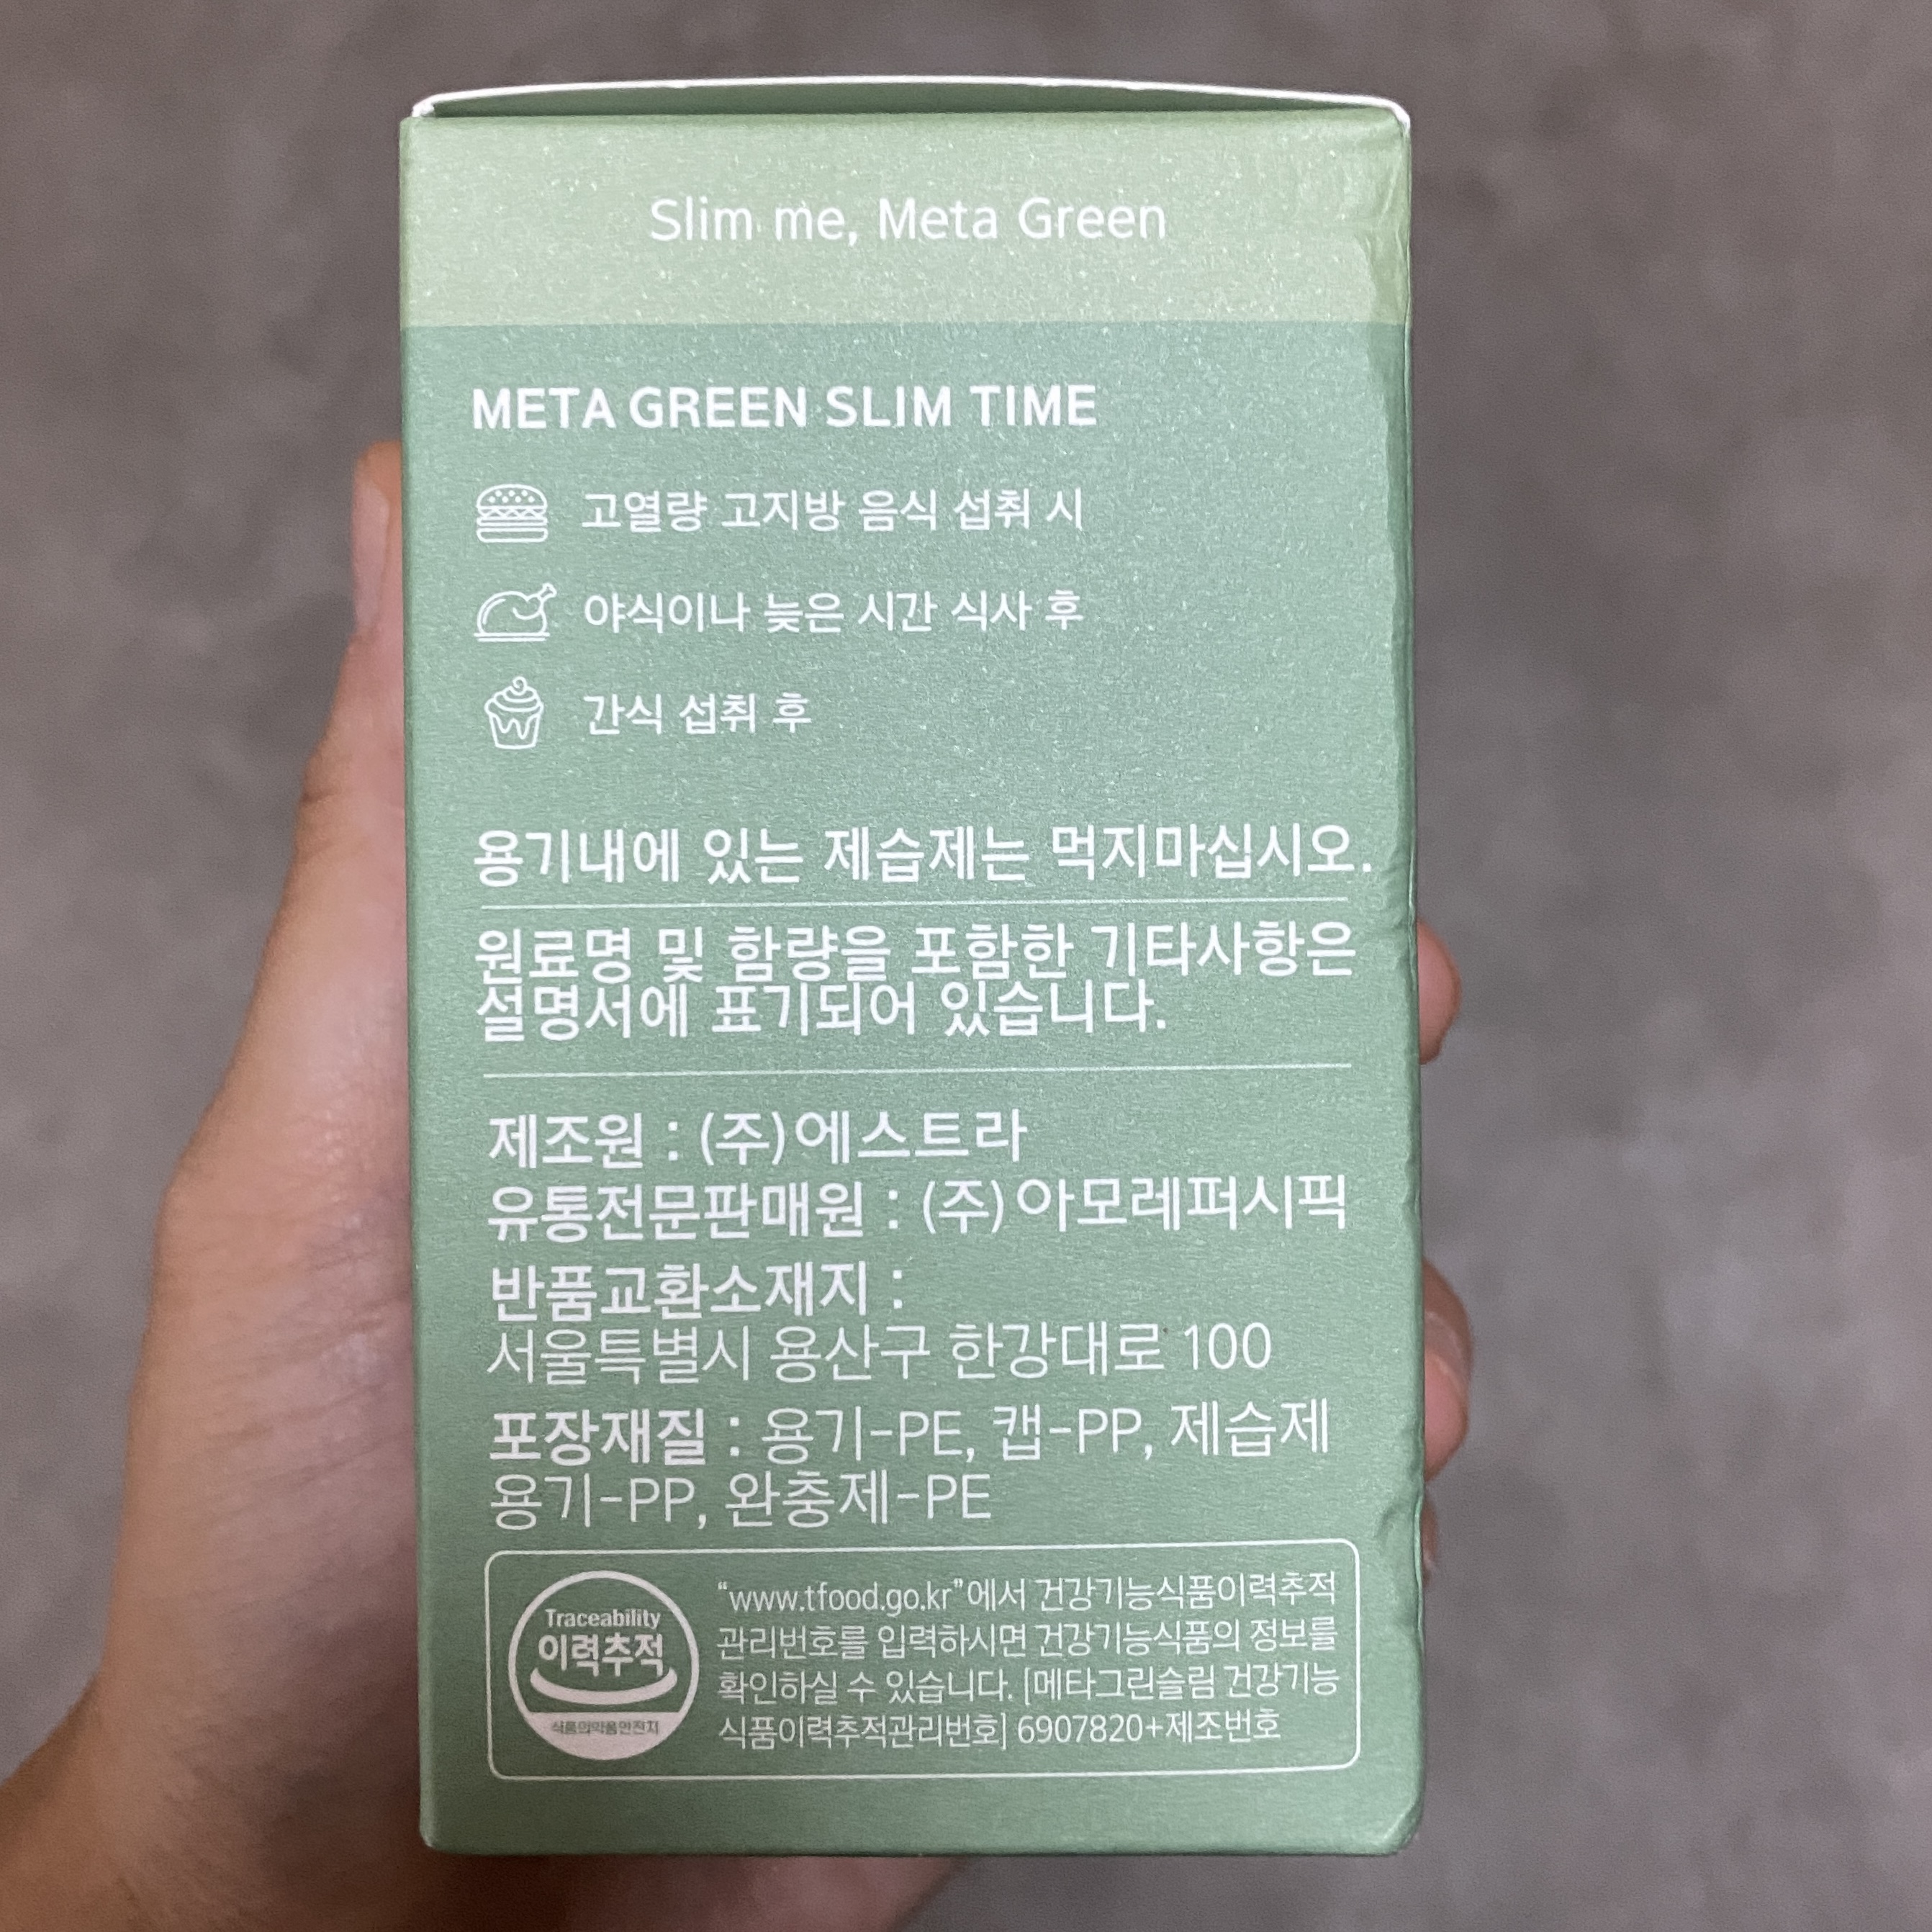 Slim me, Meta Green
META GREEN SLIM TIME
고열량 고지방 음식 섭취 시
야식이나 늦은 시간 식사 후
간식 섭취 후
용기내에 있는 제습제는 먹지마십시오.
원료명 및 함량을 포함한 기타사항은
설명서에 표기되어 있습니다.
제조원 : (주)에스트라
유통전문판매원 : (주)아모레퍼시픽
반품교환소재지 :
서울특별시 용산구 한강대로 100
포장재질 : 용기-PE, 캡-PP, 제습제
용기-PP, 완충제-PE
Traceability
이력추적
식품의약품안전처
“www.tfood.go.kr”에서 건강기능식품이력추적
관리번호를 입력하시면 건강기능식품의 정보를
확인하실 수 있습니다. [메타그린슬림 건강기능
식품이력추적관리번호] 6907820+제조번호